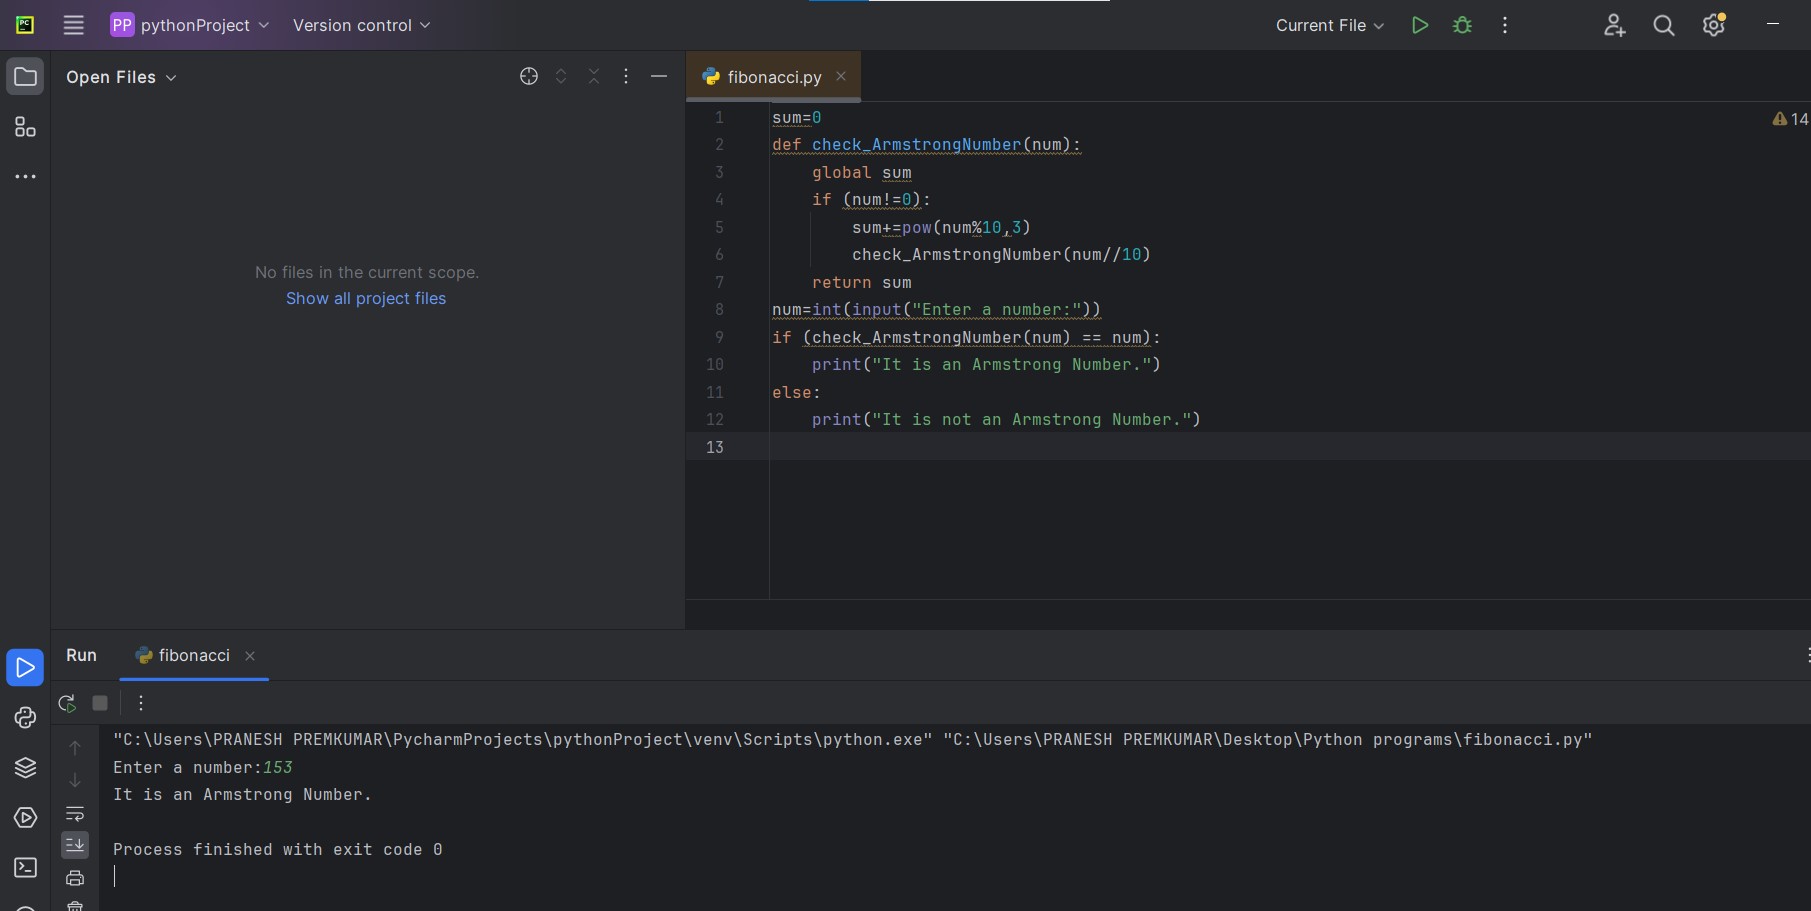 PC
PP pythonProject
Version control
Current File
Open Files
fibonacci.py
No files in the current scope.
Show all project files
14
1 sum=0
2 def check_ArmstrongNumber(num):
3     global sum
4     if (num!=0):
5         sum+=pow(num%10,3)
6         check_ArmstrongNumber(num//10)
7     return sum
8 num=int(input("Enter a number:"))
9 if (check_ArmstrongNumber(num) == num):
10     print("It is an Armstrong Number.")
11 else:
12     print("It is not an Armstrong Number.")
13
Run fibonacci
"C:\Users\PRANESH PREMKUMAR\PycharmProjects\pythonProject\venv\Scripts\python.exe" "C:\Users\PRANESH PREMKUMAR\Desktop\Python programs\fibonacci.py"
Enter a number:153
It is an Armstrong Number.
Process finished with exit code 0